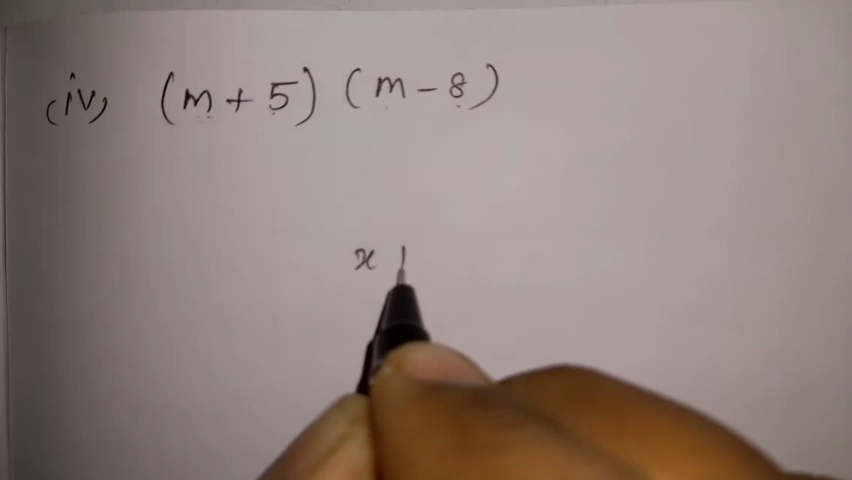 (iv) (m + 5) (m - 8)
x